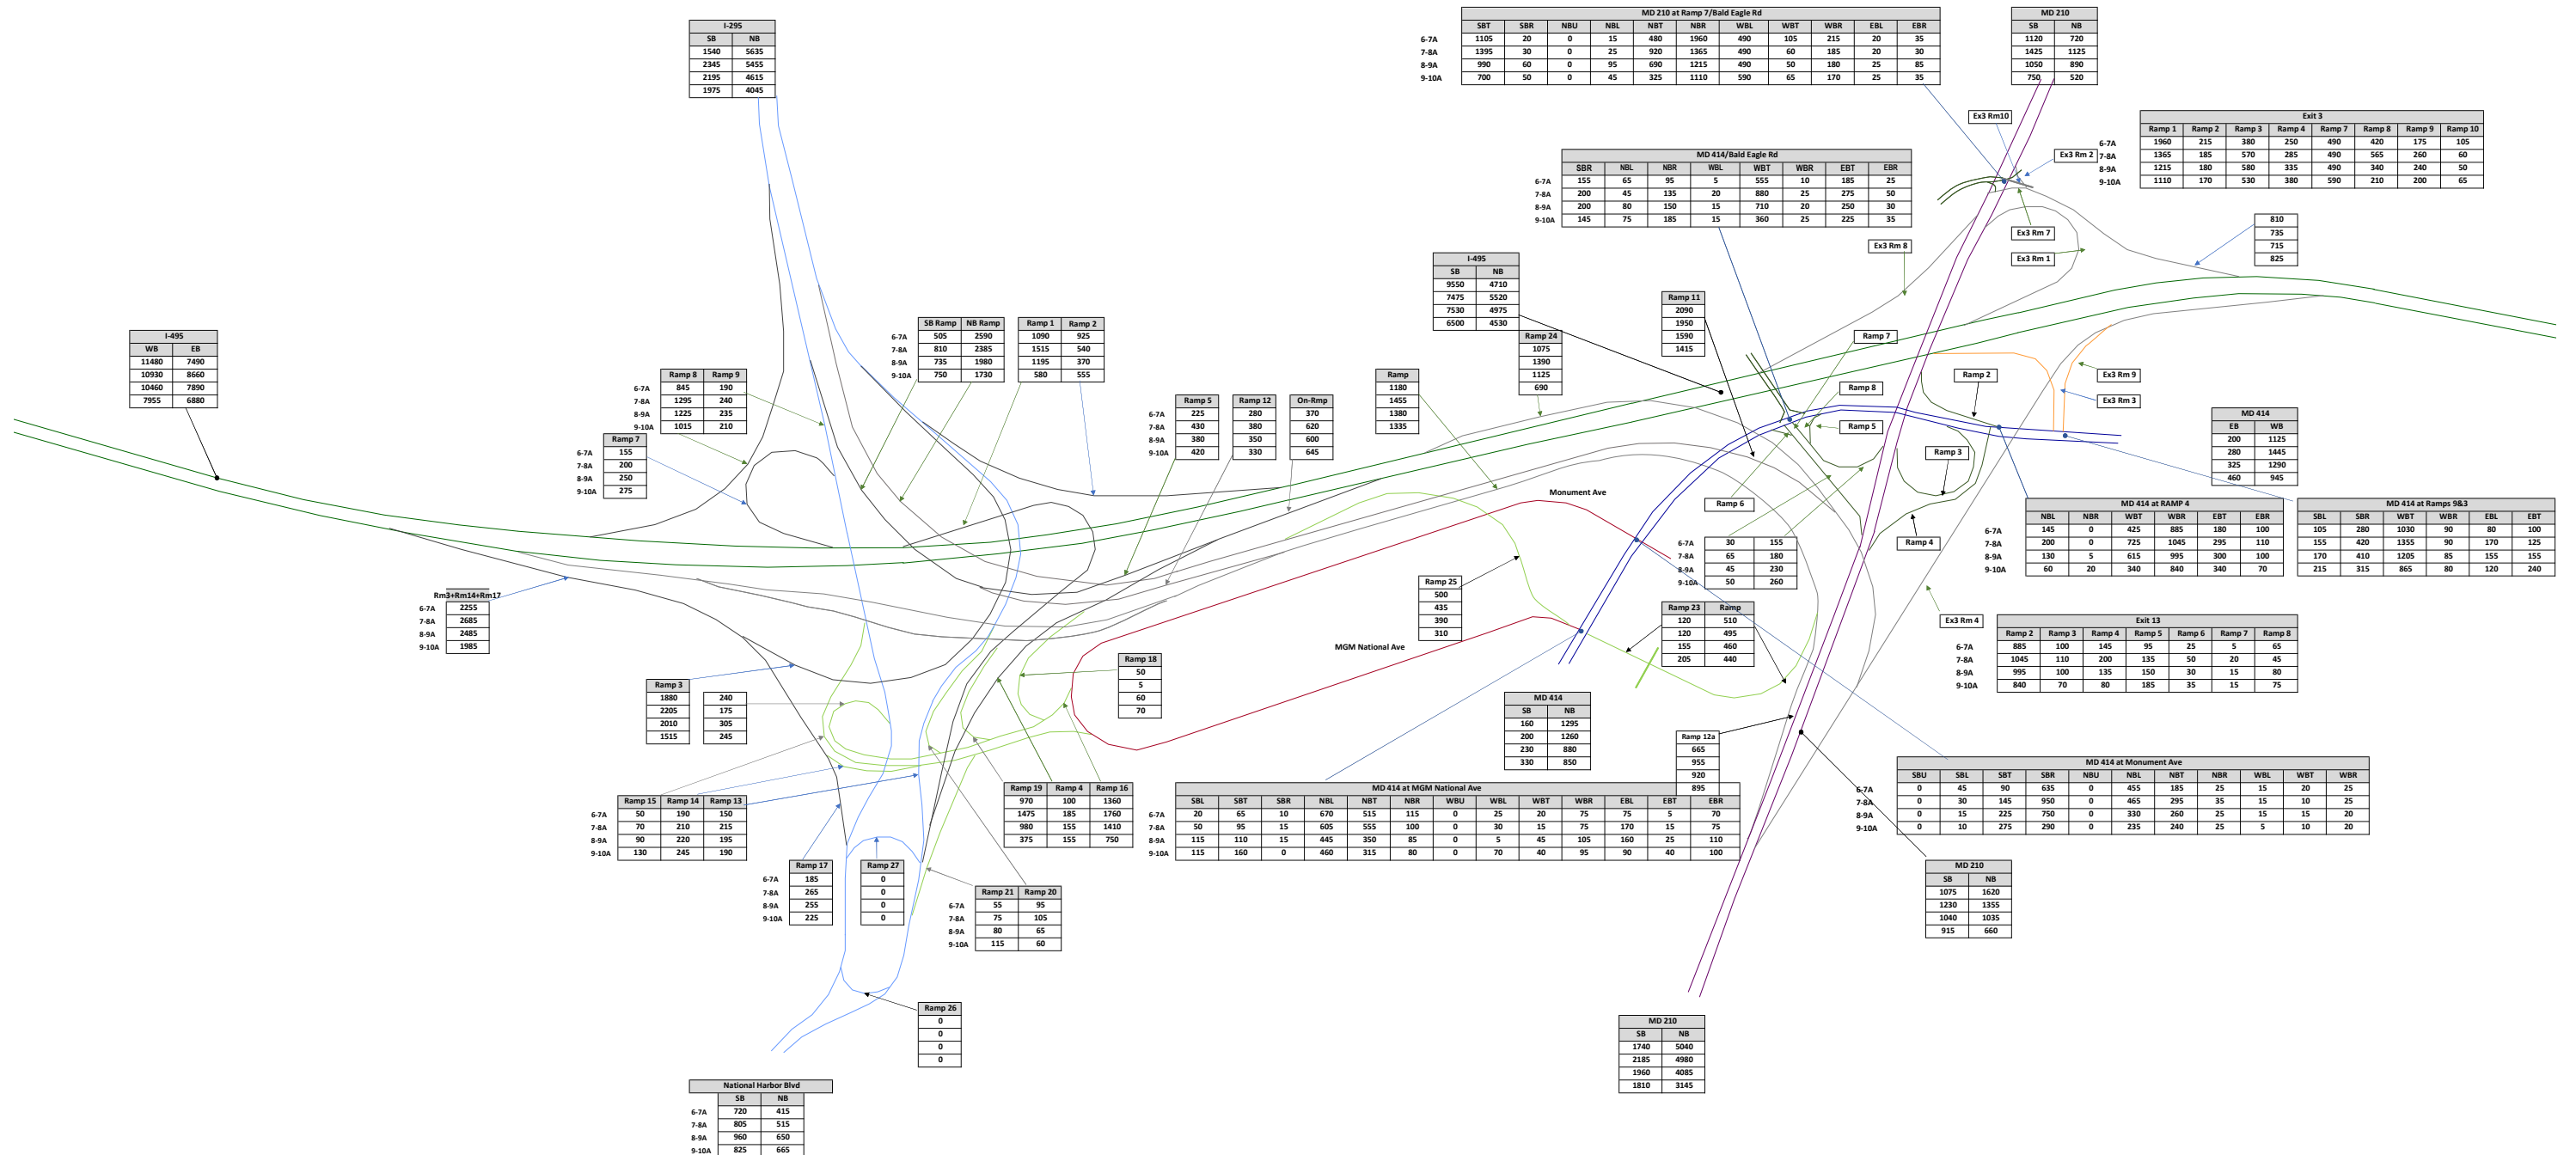 I-295
SB NB
1540 5635
2345 5455
2195 4615
1975 4045
MD 210 at Ramp 7/Bald Eagle Rd
SBT SBR NBU NBL NBT NBR WBL WBT WBR EBL EBR
6-7A 1105 20 0 15 480 1960 490 105 215 20 35
7-8A 1395 30 0 25 920 1365 490 60 185 20 30
8-9A 990 60 0 95 690 1215 490 50 180 25 85
9-10A 700 50 0 45 325 1110 590 65 170 25 35
MD 210
SB NB
1120 720
1425 1125
1050 890
750 520
Ex3 Rm10
Ex3 Rm 2
Exit 3
Ramp 1 Ramp 2 Ramp 3 Ramp 4 Ramp 7 Ramp 8 Ramp 9 Ramp 10
6-7A 1960 215 380 250 490 420 175 105
7-8A 1365 185 570 285 490 565 260 60
8-9A 1215 180 580 335 490 340 240 50
9-10A 1110 170 530 380 590 210 200 65
MD 414/Bald Eagle Rd
SBR NBL NBR WBL WBT WBR EBT EBR
6-7A 155 65 95 5 555 10 185 25
7-8A 200 45 135 20 880 25 275 50
8-9A 200 80 150 15 710 20 250 30
9-10A 145 75 185 15 360 25 225 35
Ex3 Rm 8
Ex3 Rm 7
Ex3 Rm 1
810
735
715
825
I-495
SB NB
9550 4710
7475 5520
7530 4975
6500 4530
Ramp 11
2090
1950
1590
1415
Ramp 24
1075
1390
1125
690
Ramp 7
I-495
WB EB
11480 7490
10930 8660
10460 7890
7955 6880
SB Ramp NB Ramp
6-7A 505 2590
7-8A 810 2385
8-9A 735 1980
9-10A 750 1730
Ramp 1 Ramp 2
1090 925
1515 540
1195 370
580 555
Ramp 8 Ramp 9
6-7A 845 190
7-8A 1295 240
8-9A 1225 235
9-10A 1015 210
Ramp
1180
1455
1380
1335
Ramp 2
Ex3 Rm 9
Ramp 8
Ex3 Rm 3
Ramp 5
Ramp 5
6-7A 225
7-8A 430
8-9A 380
9-10A 420
Ramp 12
280
380
350
330
On-Rmp
370
620
600
645
MD 414
EB WB
200 1125
280 1445
325 1290
460 945
Ramp 7
6-7A 155
7-8A 200
8-9A 250
9-10A 275
Ramp 3
Monument Ave
Ramp 6
MD 414 at RAMP 4
NBL NBR WBT WBR EBT EBR
6-7A 145 0 425 885 180 100
7-8A 200 0 725 1045 295 110
8-9A 130 5 615 995 300 100
9-10A 60 20 340 840 340 70
MD 414 at Ramps 9&3
SBL SBR WBT WBR EBL EBT
105 280 1030 90 80 100
155 420 1355 90 170 125
170 410 1205 85 155 155
215 315 865 80 120 240
Ramp 4
6-7A 30 155
7-8A 65 180
8-9A 45 230
9-10A 50 260
Ramp 25
500
435
390
310
Rm3+Rm14+Rm17
6-7A 2255
7-8A 2685
8-9A 2485
9-10A 1985
Ramp 23 Ramp
120 510
120 495
155 460
205 440
Ex3 Rm 4
Exit 13
Ramp 2 Ramp 3 Ramp 4 Ramp 5 Ramp 6 Ramp 7 Ramp 8
6-7A 885 100 145 95 25 5 65
7-8A 1045 110 200 135 50 20 45
8-9A 995 100 135 150 30 15 80
9-10A 840 70 80 185 35 15 75
MGM National Ave
Ramp 18
50
5
60
70
Ramp 3
1880
2205
2010
1515
240
175
305
245
MD 414
SB NB
160 1295
200 1260
230 880
330 850
Ramp 12a
665
955
920
895
MD 414 at Monument Ave
SBU SBL SBT SBR NBU NBL NBT NBR WBL WBT WBR
6-7A 0 45 90 635 0 455 185 25 15 20 25
7-8A 0 30 145 950 0 465 295 35 15 10 25
8-9A 0 15 225 750 0 330 260 25 15 15 20
9-10A 0 10 275 290 0 235 240 25 5 10 20
Ramp 19 Ramp 4 Ramp 16
970 100 1360
1475 185 1760
980 155 1410
375 155 750
MD 414 at MGM National Ave
SBL SBT SBR NBL NBT NBR WBU WBL WBT WBR EBL EBT EBR
6-7A 20 65 10 670 515 115 0 25 20 75 75 5 70
7-8A 50 95 15 605 555 100 0 30 15 75 170 15 75
8-9A 115 110 15 445 350 85 0 5 45 105 160 25 110
9-10A 115 160 0 460 315 80 0 70 40 95 90 40 100
Ramp 15 Ramp 14 Ramp 13
6-7A 50 190 150
7-8A 70 210 215
8-9A 90 220 195
9-10A 130 245 190
Ramp 17
6-7A 185
7-8A 265
8-9A 255
9-10A 225
Ramp 27
0
0
0
0
MD 210
SB NB
1075 1620
1230 1355
1040 1035
915 660
Ramp 21 Ramp 20
6-7A 55 95
7-8A 75 105
8-9A 80 65
9-10A 115 60
Ramp 26
0
0
0
0
MD 210
SB NB
1740 5040
2185 4980
1960 4085
1810 3145
National Harbor Blvd
SB NB
6-7A 720 415
7-8A 805 515
8-9A 960 650
9-10A 825 665